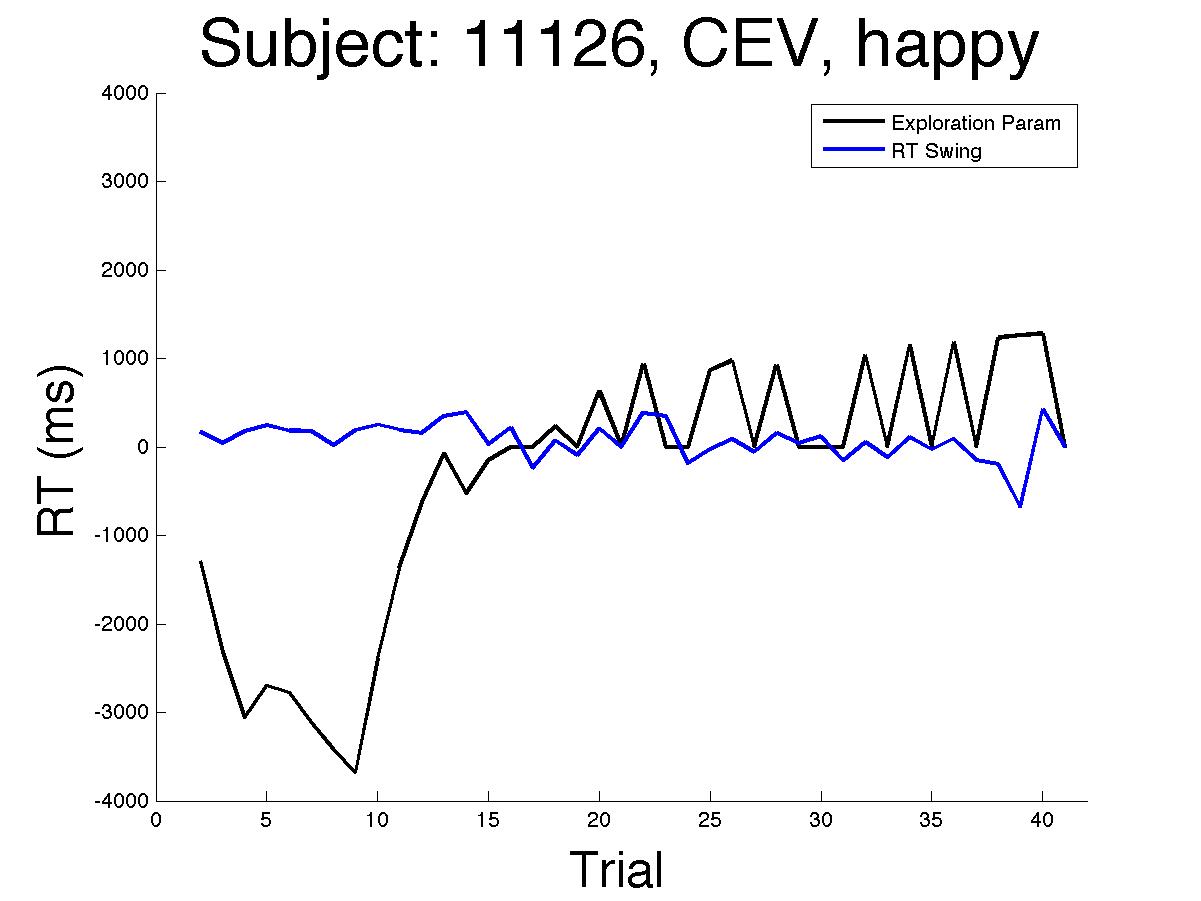 Subject: 11126, CEV, happy
Exploration Param
RT Swing
4000
3000
2000
1000
0
-1000
-2000
-3000
-4000
RT (ms)
0 5 10 15 20 25 30 35 40
Trial